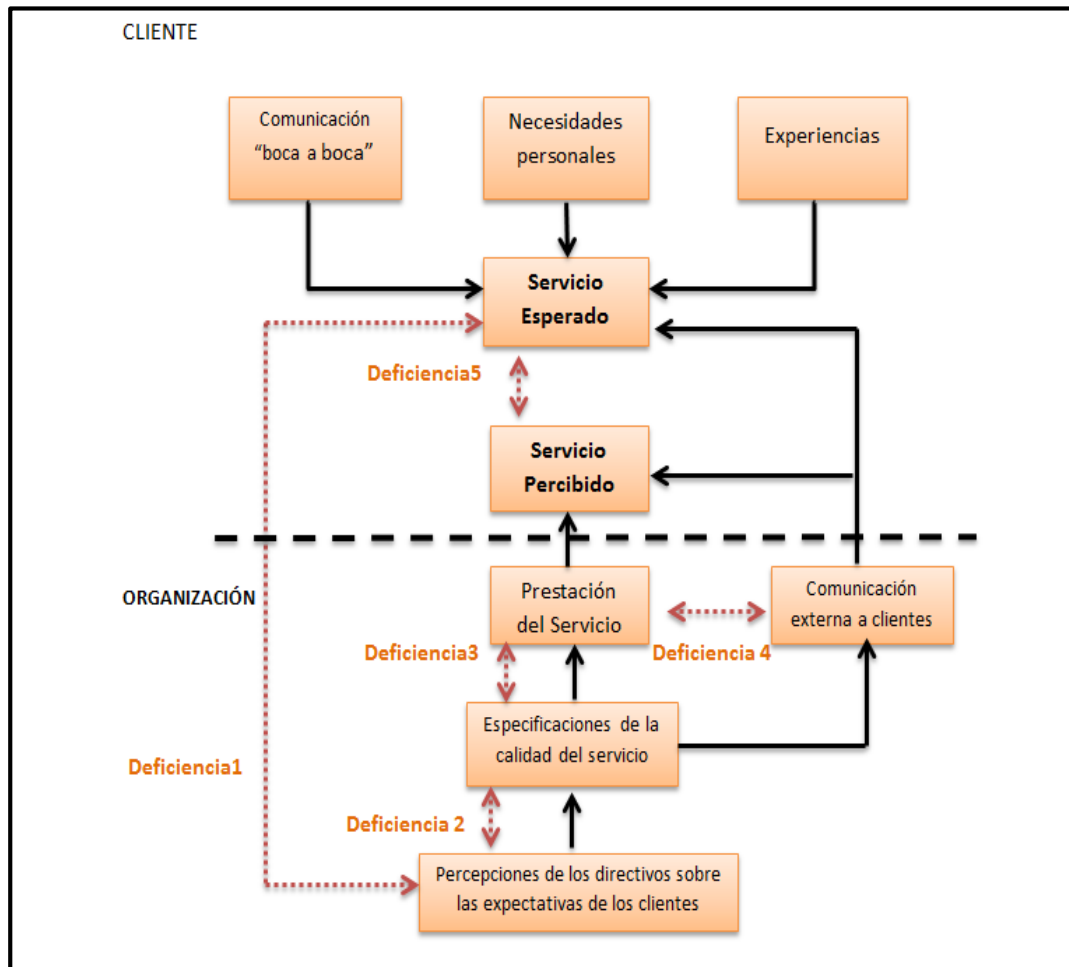 CLIENTE
Comunicación
“boca a boca”
Necesidades
personales
Experiencias
Servicio
Esperado
Deficiencia5
Servicio
Percibido
ORGANIZACIÓN
Prestación
del Servicio
Comunicación
externa a clientes
Deficiencia3
Deficiencia 4
Especificaciones de la
calidad del servicio
Deficiencia1
Deficiencia 2
Percepciones de los directivos sobre
las expectativas de los clientes